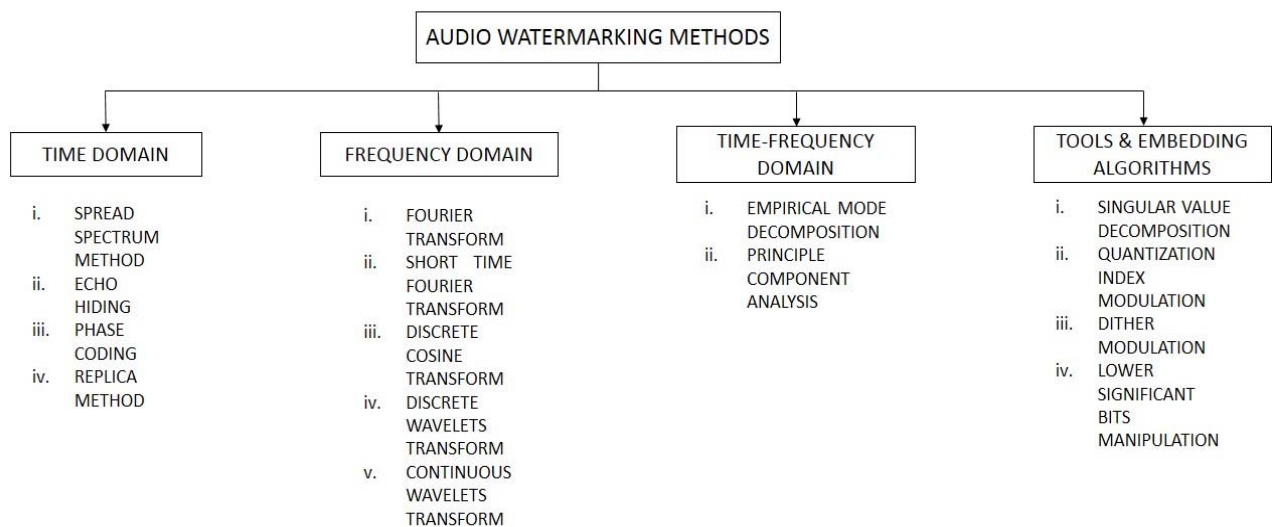 AUDIO WATERMARKING METHODS
TIME DOMAIN
i. SPREAD
SPECTRUM
METHOD
ii. ECHO
HIDING
iii. PHASE
CODING
iv. REPLICA
METHOD
FREQUENCY DOMAIN
i. FOURIER
TRANSFORM
ii. SHORT TIME
FOURIER
TRANSFORM
iii. DISCRETE
COSINE
TRANSFORM
iv. DISCRETE
WAVELETS
TRANSFORM
v. CONTINUOUS
WAVELETS
TRANSFORM
TIME-FREQUENCY
DOMAIN
i. EMPIRICAL MODE
DECOMPOSITION
ii. PRINCIPLE
COMPONENT
ANALYSIS
TOOLS & EMBEDDING
ALGORITHMS
i. SINGULAR VALUE
DECOMPOSITION
ii. QUANTIZATION
INDEX
MODULATION
iii. DITHER
MODULATION
iv. LOWER
SIGNIFICANT
BITS
MANIPULATION